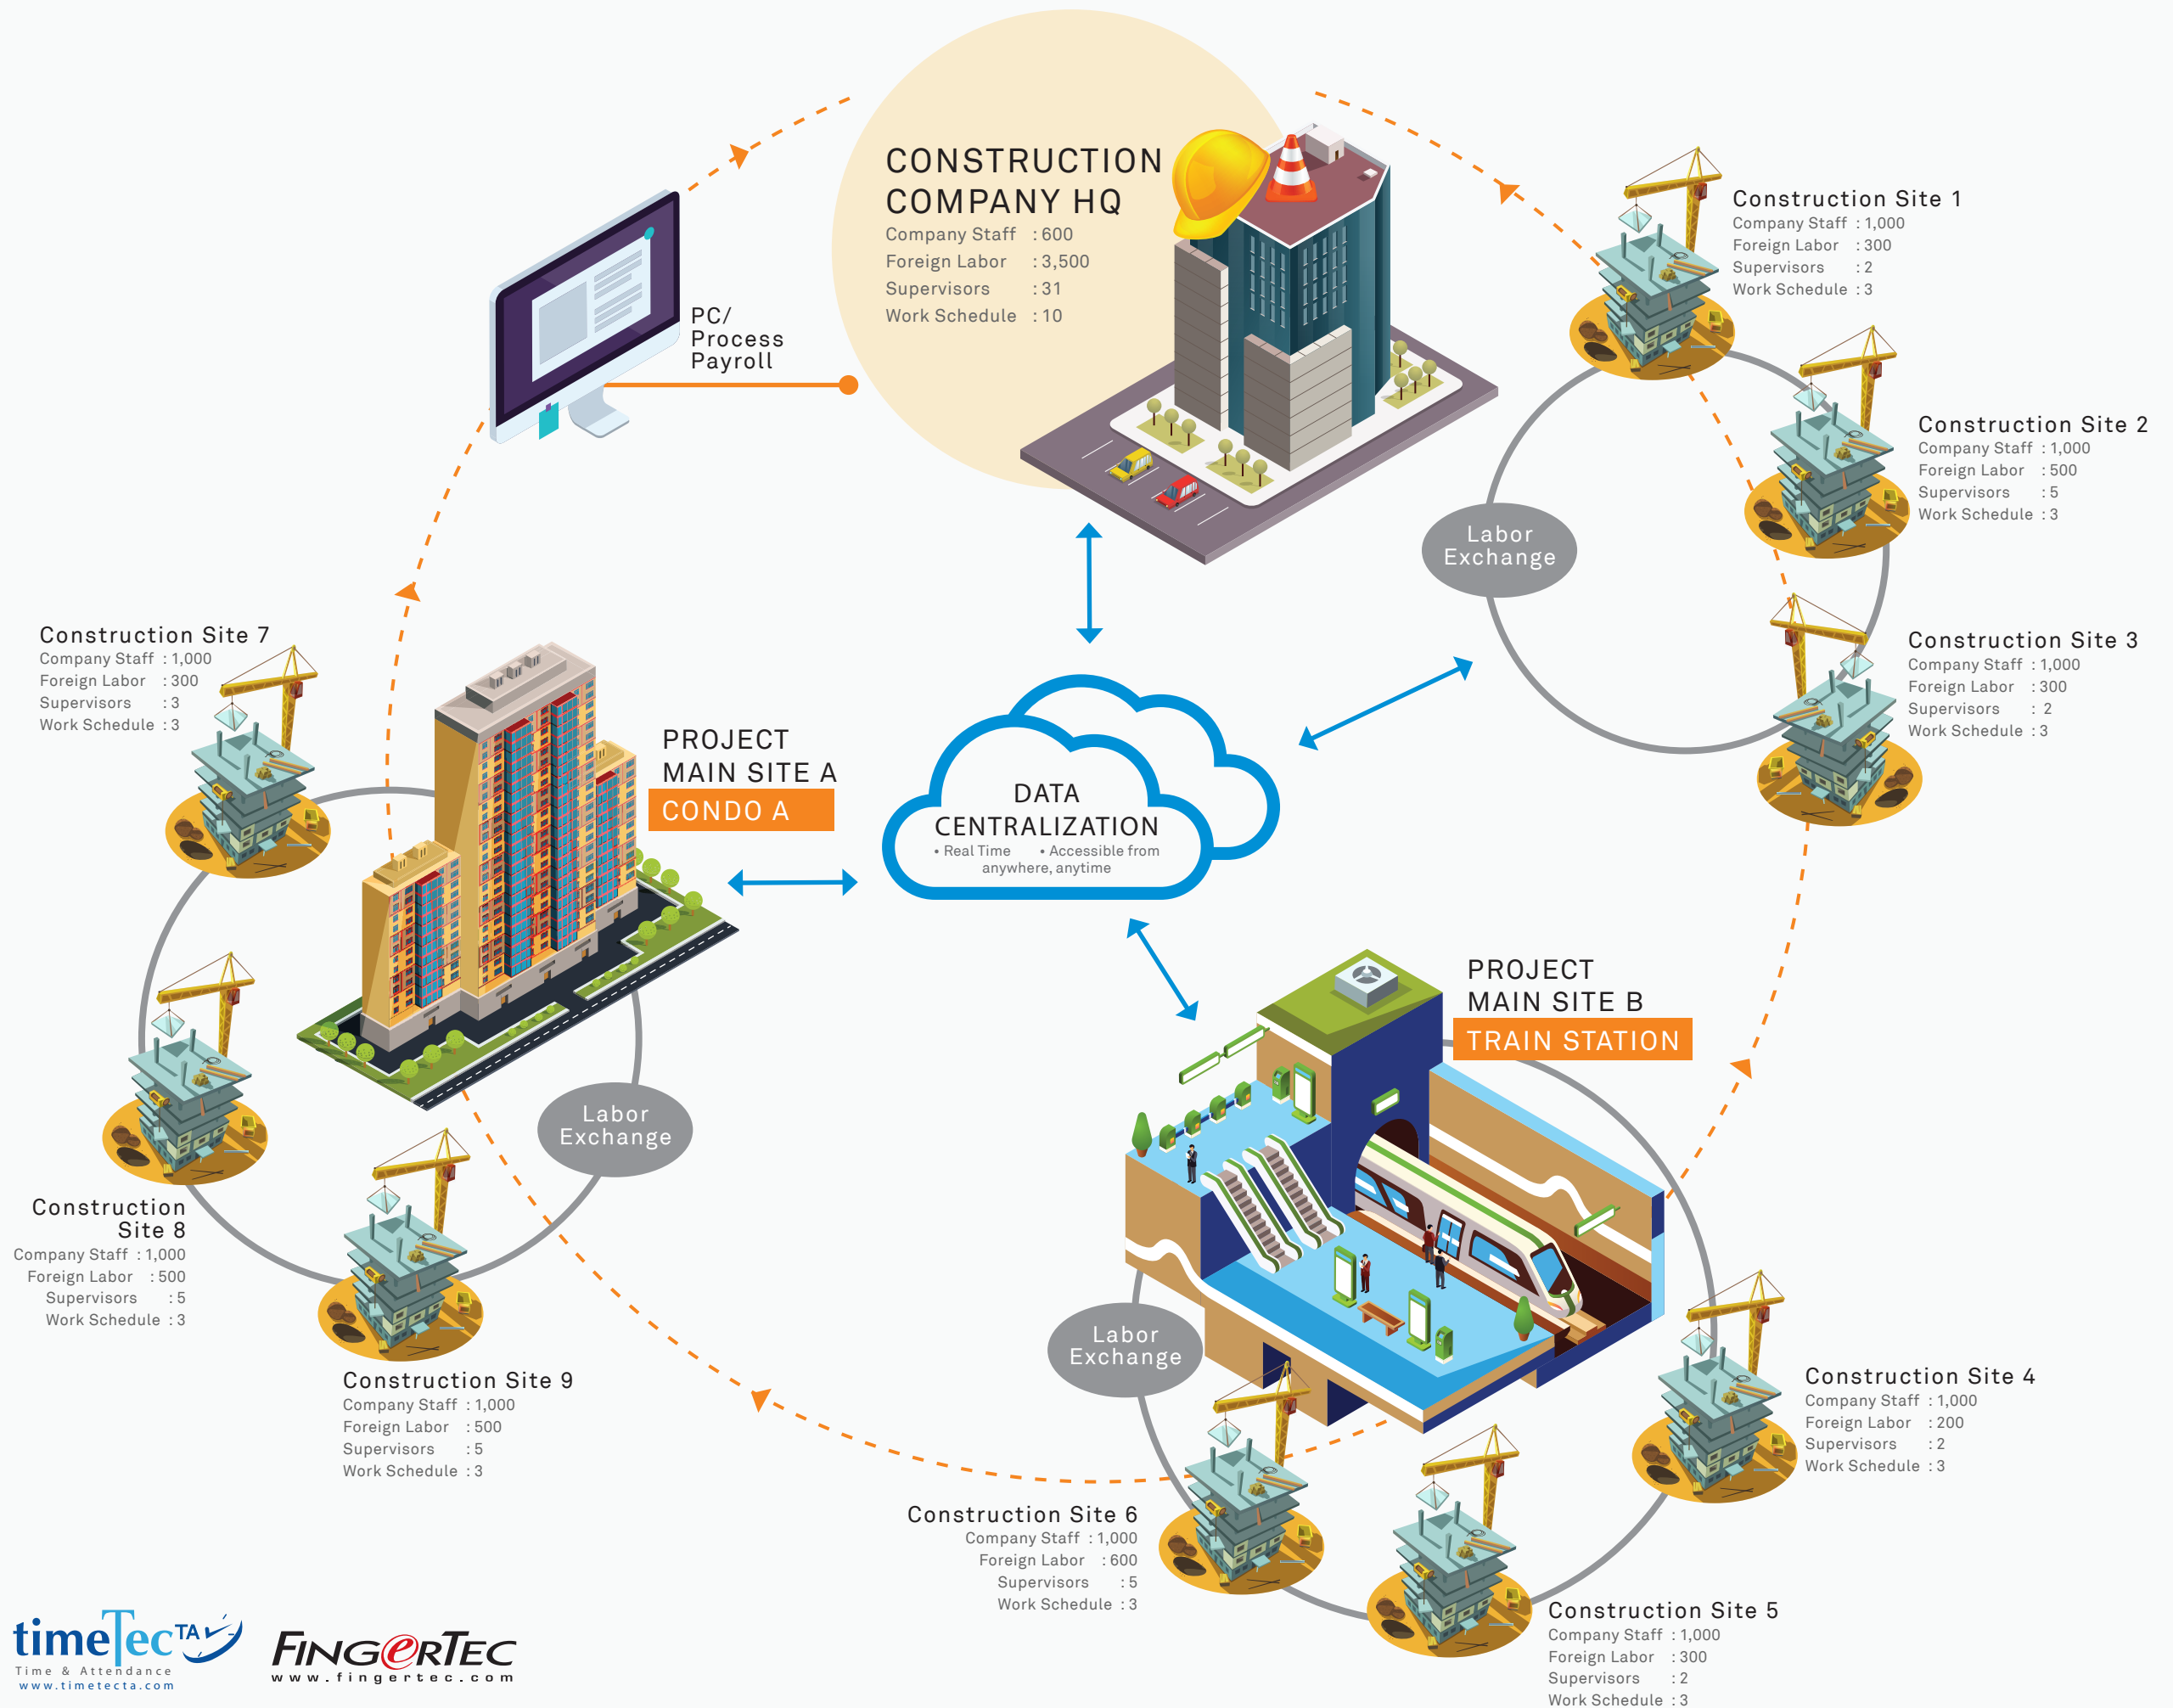 CONSTRUCTION
COMPANY HQ
Company Staff : 600
Foreign Labor : 3,500
Supervisors : 31
Work Schedule : 10
PC/
Process
Payroll
Construction Site 1
Company Staff : 1,000
Foreign Labor : 300
Supervisors : 2
Work Schedule : 3
Construction Site 2
Company Staff : 1,000
Foreign Labor : 500
Supervisors : 5
Work Schedule : 3
Labor
Exchange
Construction Site 3
Company Staff : 1,000
Foreign Labor : 300
Supervisors : 2
Work Schedule : 3
Construction Site 7
Company Staff : 1,000
Foreign Labor : 300
Supervisors : 3
Work Schedule : 3
PROJECT
MAIN SITE A
CONDO A
DATA
CENTRALIZATION
• Real Time • Accessible from
anywhere, anytime
PROJECT
MAIN SITE B
TRAIN STATION
Labor
Exchange
Construction
Site 8
Company Staff : 1,000
Foreign Labor : 500
Supervisors : 5
Work Schedule : 3
Labor
Exchange
Construction Site 9
Company Staff : 1,000
Foreign Labor : 500
Supervisors : 5
Work Schedule : 3
Construction Site 4
Company Staff : 1,000
Foreign Labor : 200
Supervisors : 2
Work Schedule : 3
Construction Site 6
Company Staff : 1,000
Foreign Labor : 600
Supervisors : 5
Work Schedule : 3
Construction Site 5
Company Staff : 1,000
Foreign Labor : 300
Supervisors : 2
Work Schedule : 3
timeTec TA
Time & Attendance
www.timetecta.com
FINGERTEC
www.fingertec.com